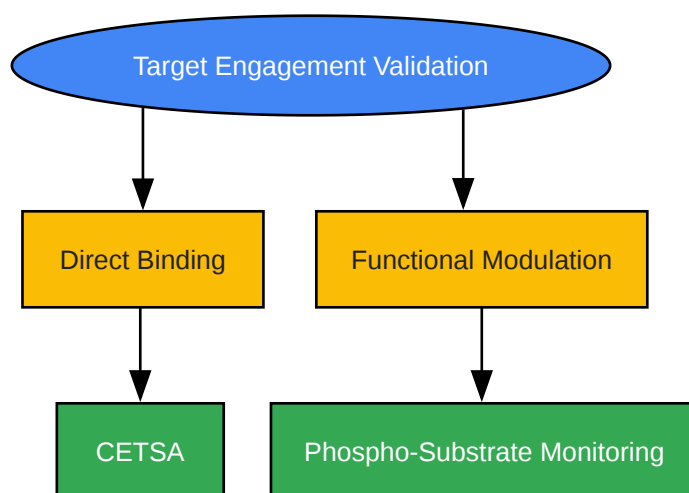 Target Engagement Validation
Direct Binding
Functional Modulation
CETSA
Phospho-Substrate Monitoring